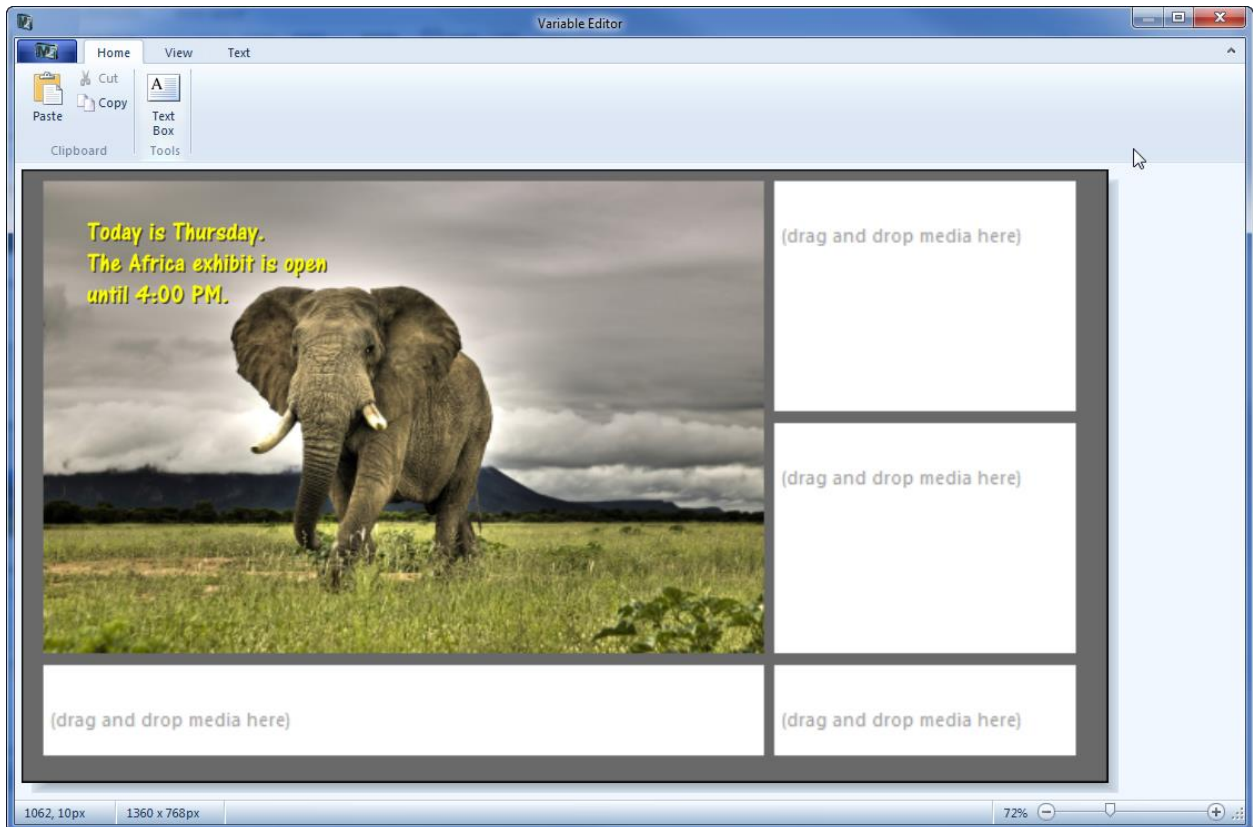 Variable Editor
Home View Text
Paste
Cut
Copy
Text
Box
Clipboard Tools
Today is Thursday.
The Africa exhibit is open
until 4:00 PM.
(drag and drop media here)
(drag and drop media here)
(drag and drop media here)
(drag and drop media here)
1062, 10px 1360 x 768px 72%